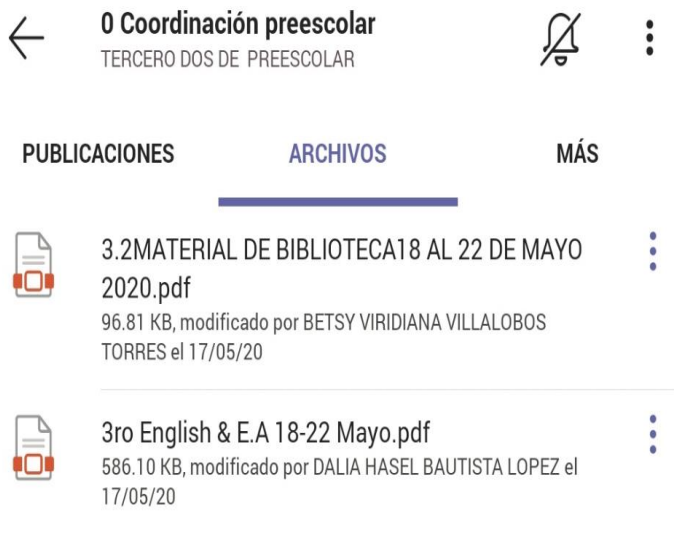 0 Coordinación preescolar
TERCERO DOS DE PREESCOLAR
PUBLICACIONES ARCHIVOS MÁS
3.2MATERIAL DE BIBLIOTECA18 AL 22 DE MAYO
2020.pdf
96.81 KB, modificado por BETSY VIRIDIANA VILLALOBOS
TORRES el 17/05/20
3ro English & E.A 18-22 Mayo.pdf
586.10 KB, modificado por DALIA HASEL BAUTISTA LOPEZ el
17/05/20